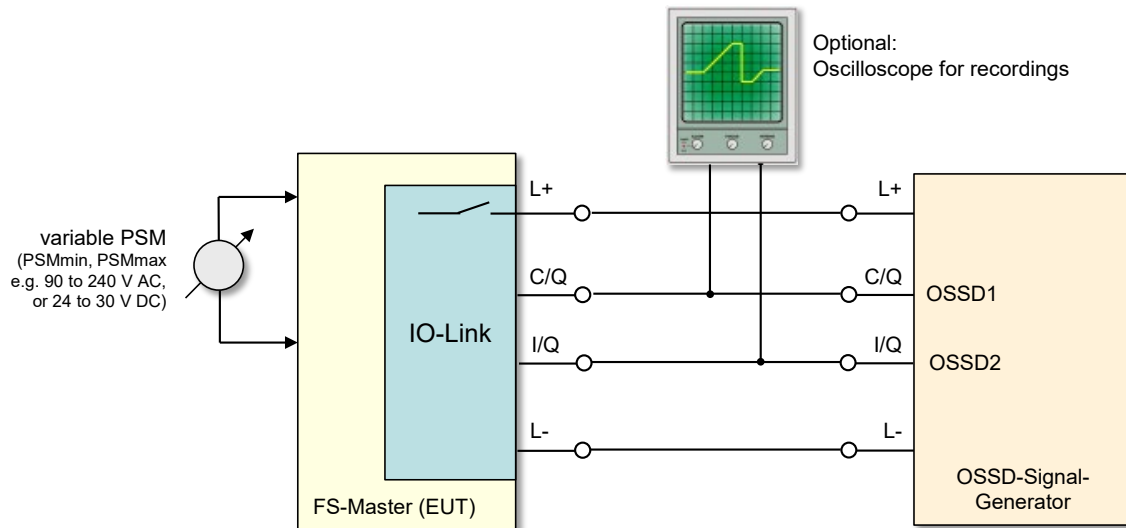 Optional:
Oscilloscope for recordings
L+
L+
variable PSM
(PSMmin, PSMmax
e.g. 90 to 240 V AC,
or 24 to 30 V DC)
C/Q
C/Q
OSSD1
IO-Link
I/Q
I/Q
OSSD2
L-
L-
FS-Master (EUT)
OSSD-Signal-
Generator